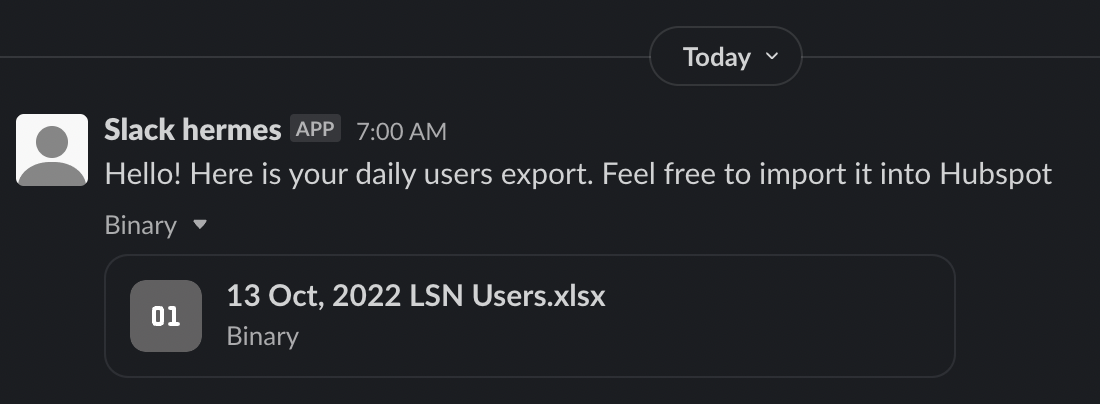 Today
Slack hermes APP 7:00 AM
Hello! Here is your daily users export. Feel free to import it into Hubspot
Binary
01 13 Oct, 2022 LSN Users.xlsx
Binary